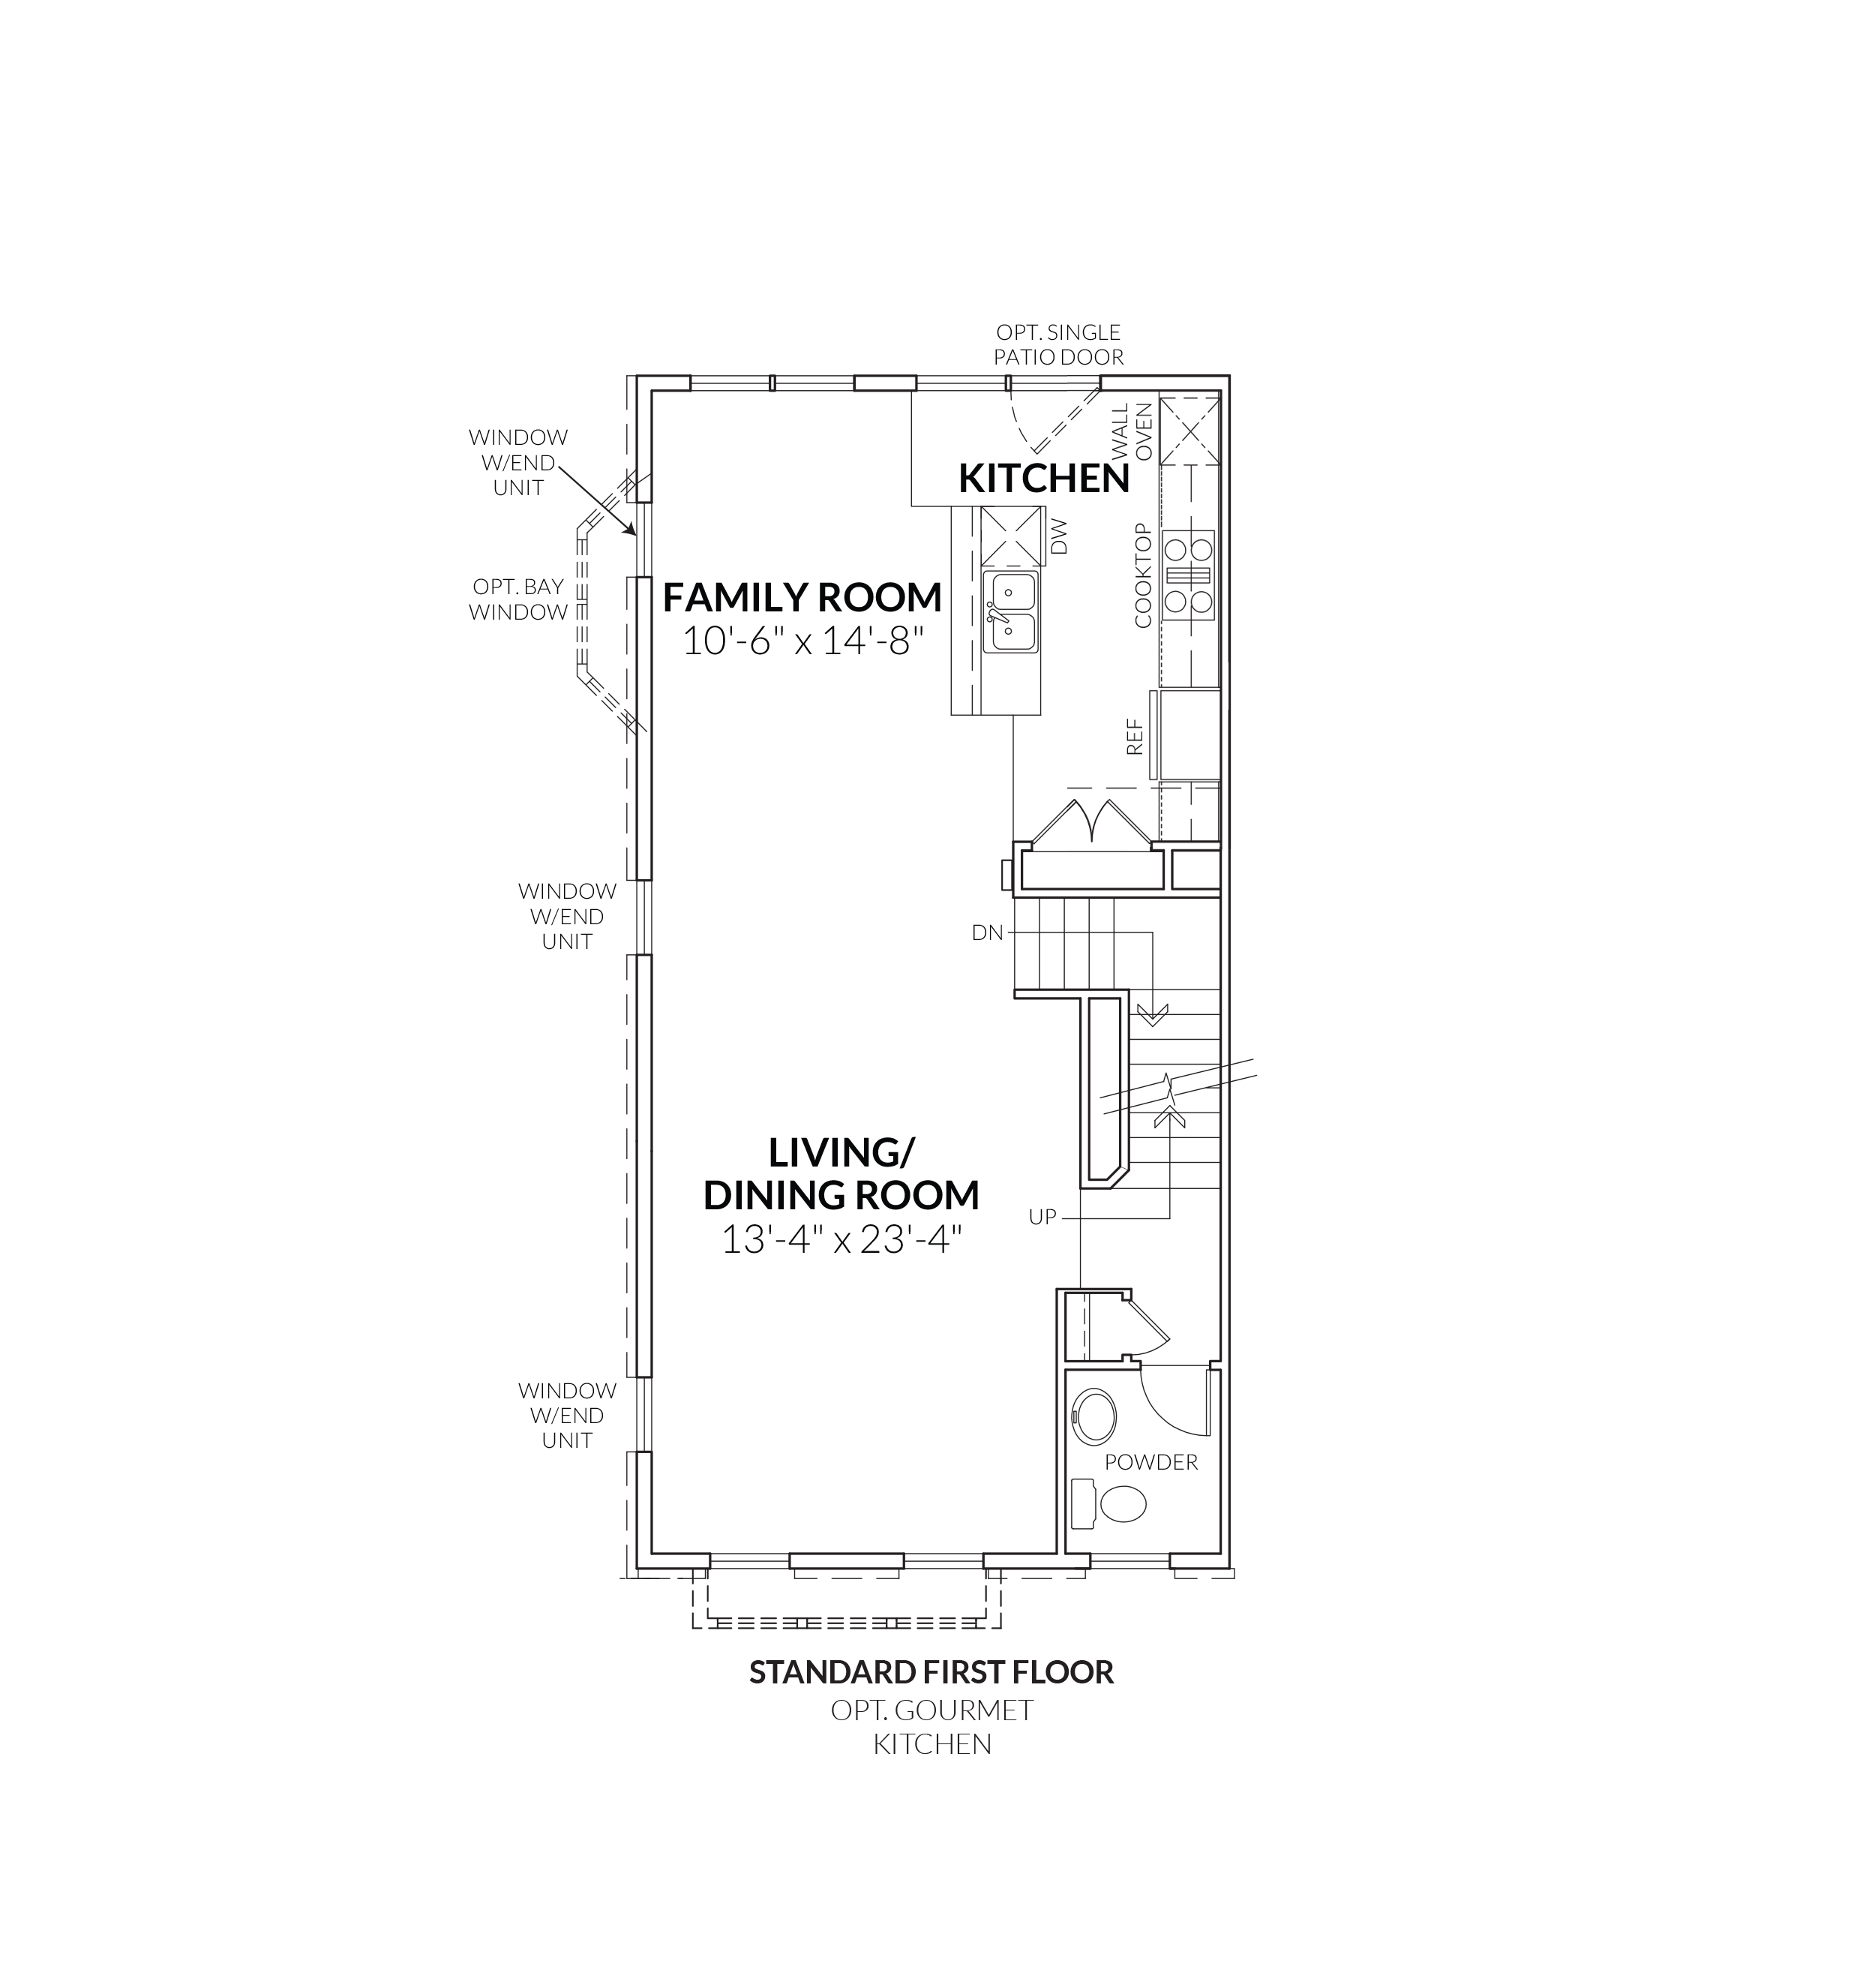 OPT. SINGLE
PATIO DOOR
WALL
OVEN
WINDOW
W/END
UNIT
KITCHEN
DW
COOKTOP
OPT. BAY
WINDOW
FAMILY ROOM
10'-6" x 14'-8"
REF
WINDOW
W/END
UNIT
DN
LIVING/
DINING ROOM
13'-4" x 23'-4"
UP
WINDOW
W/END
UNIT
POWDER
STANDARD FIRST FLOOR
OPT. GOURMET
KITCHEN